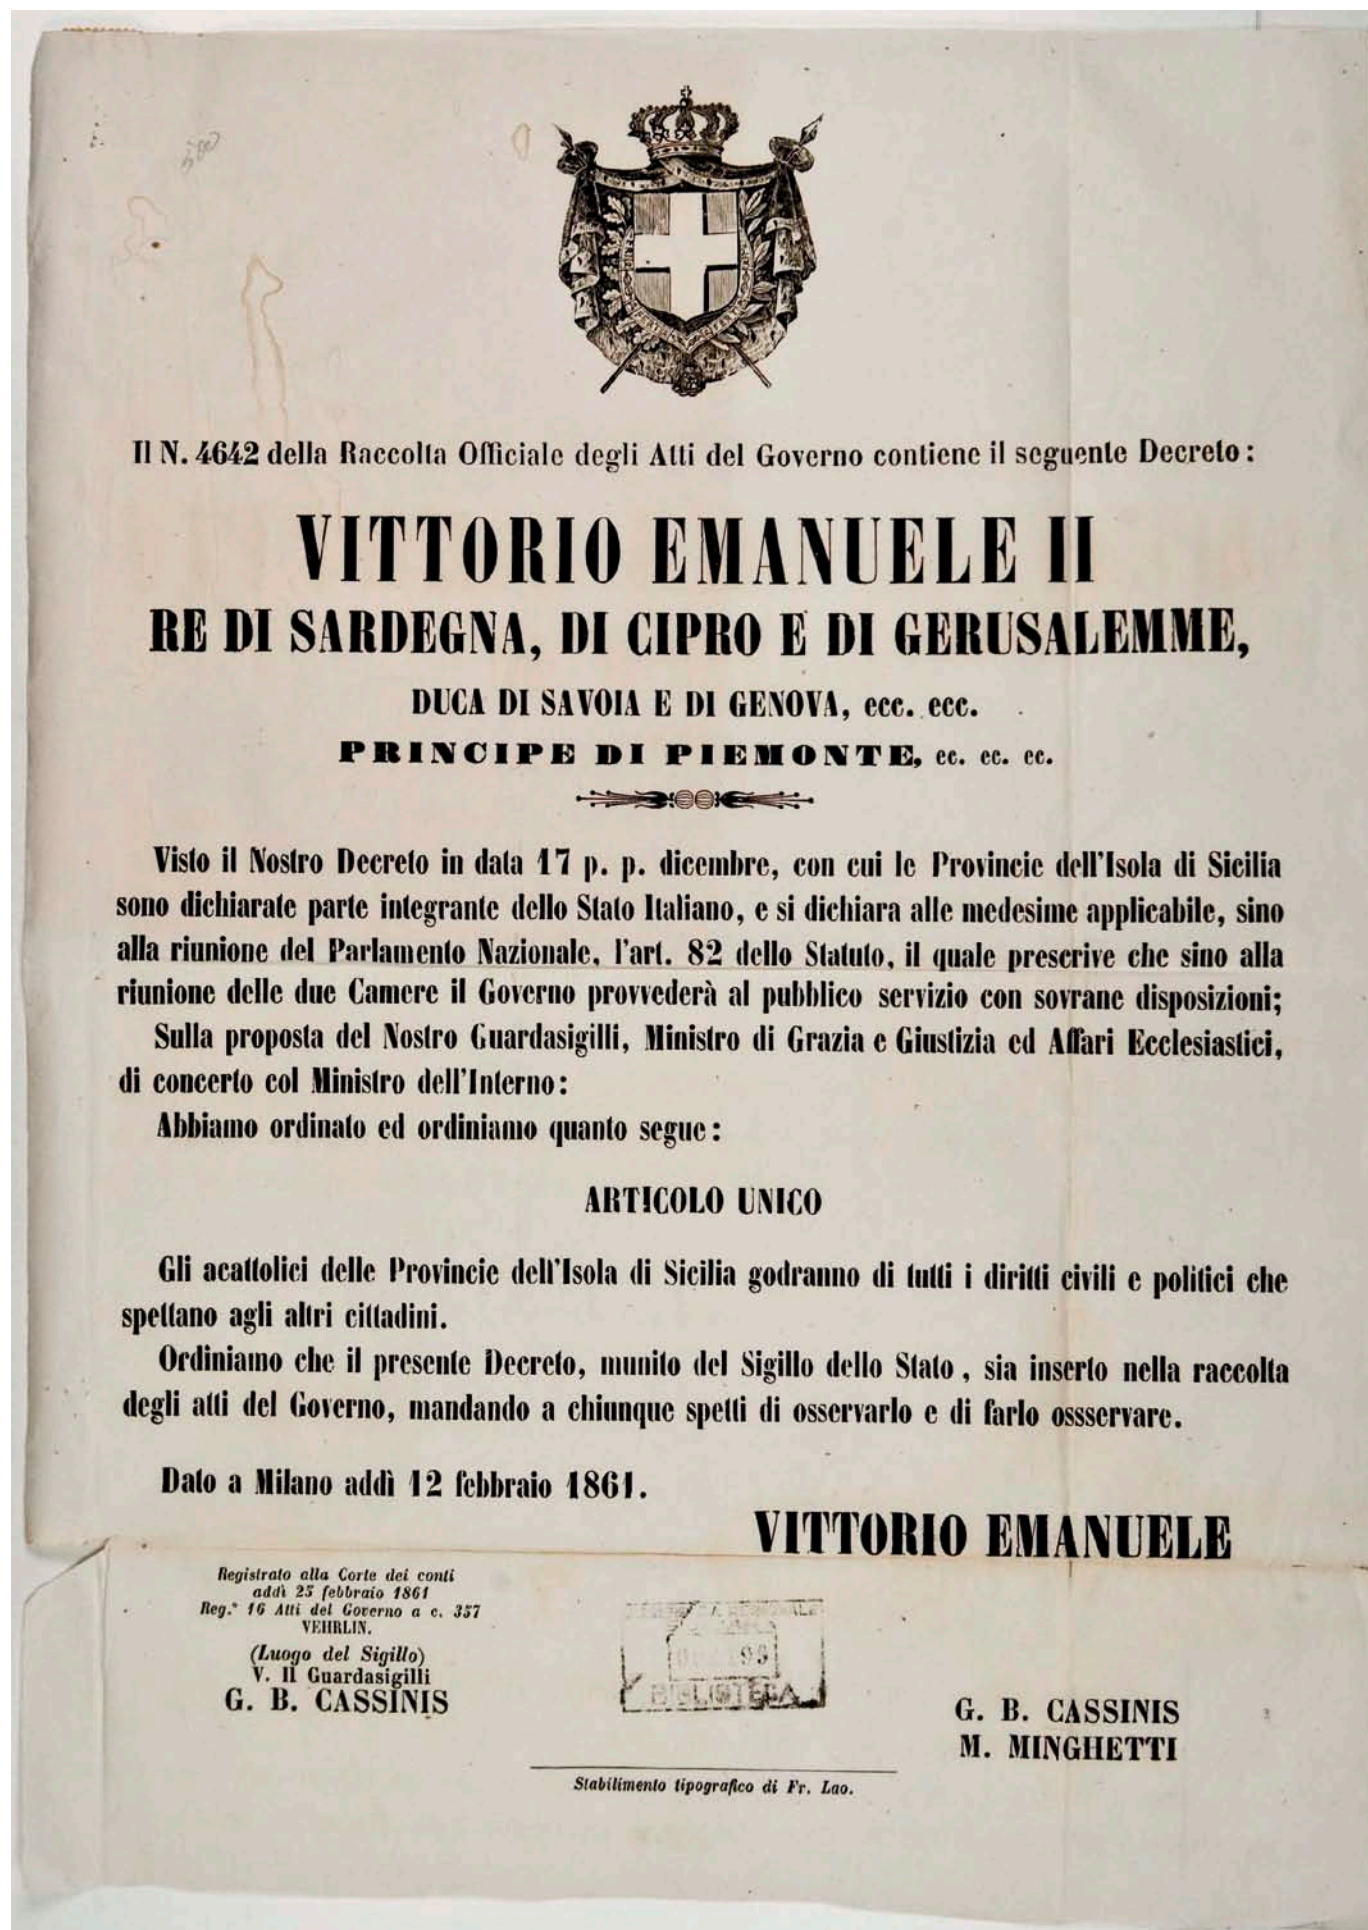 Il N. 4642 della Raccolta Officiale degli Atti del Governo contiene il seguente Decreto:
VITTORIO EMANUELE II
RE DI SARDEGNA, DI CIPRO E DI GERUSALEMME,
DUCA DI SAVOIA E DI GENOVA, ecc. ecc.
PRINCIPE DI PIEMONTE, ec. ec. ec.
Visto il Nostro Decreto in data 17 p. p. dicembre, con cui le Provincie dell'Isola di Sicilia
sono dichiarate parte integrante dello Stato Italiano, e si dichiara alle medesime applicabile, sino
alla riunione del Parlamento Nazionale, l'art. 82 dello Statuto, il quale prescrive che sino alla
riunione delle due Camere il Governo provvederà al pubblico servizio con sovrane disposizioni;
Sulla proposta del Nostro Guardasigilli, Ministro di Grazia e Giustizia ed Affari Ecclesiastici,
di concerto col Ministro dell'Interno:
Abbiamo ordinato ed ordiniamo quanto segue:
ARTICOLO UNICO
Gli acattolici delle Provincie dell'Isola di Sicilia godranno di tutti i diritti civili e politici che
spettano agli altri cittadini.
Ordiniamo che il presente Decreto, munito del Sigillo dello Stato, sia inserto nella raccolta
degli atti del Governo, mandando a chiunque spetti di osservarlo e di farlo ossservare.
Dato a Milano addì 12 febbraio 1861.
VITTORIO EMANUELE
Registrato alla Corte dei conti
addì 25 febbraio 1861
Reg.° 16 Atti del Governo a c. 357
VEHRLIN.
(Luogo del Sigillo)
V. Il Guardasigilli
G. B. CASSINIS
BIBLIOTECA
G. B. CASSINIS
M. MINGHETTI
Stabilimento tipografico di Fr. Lao.